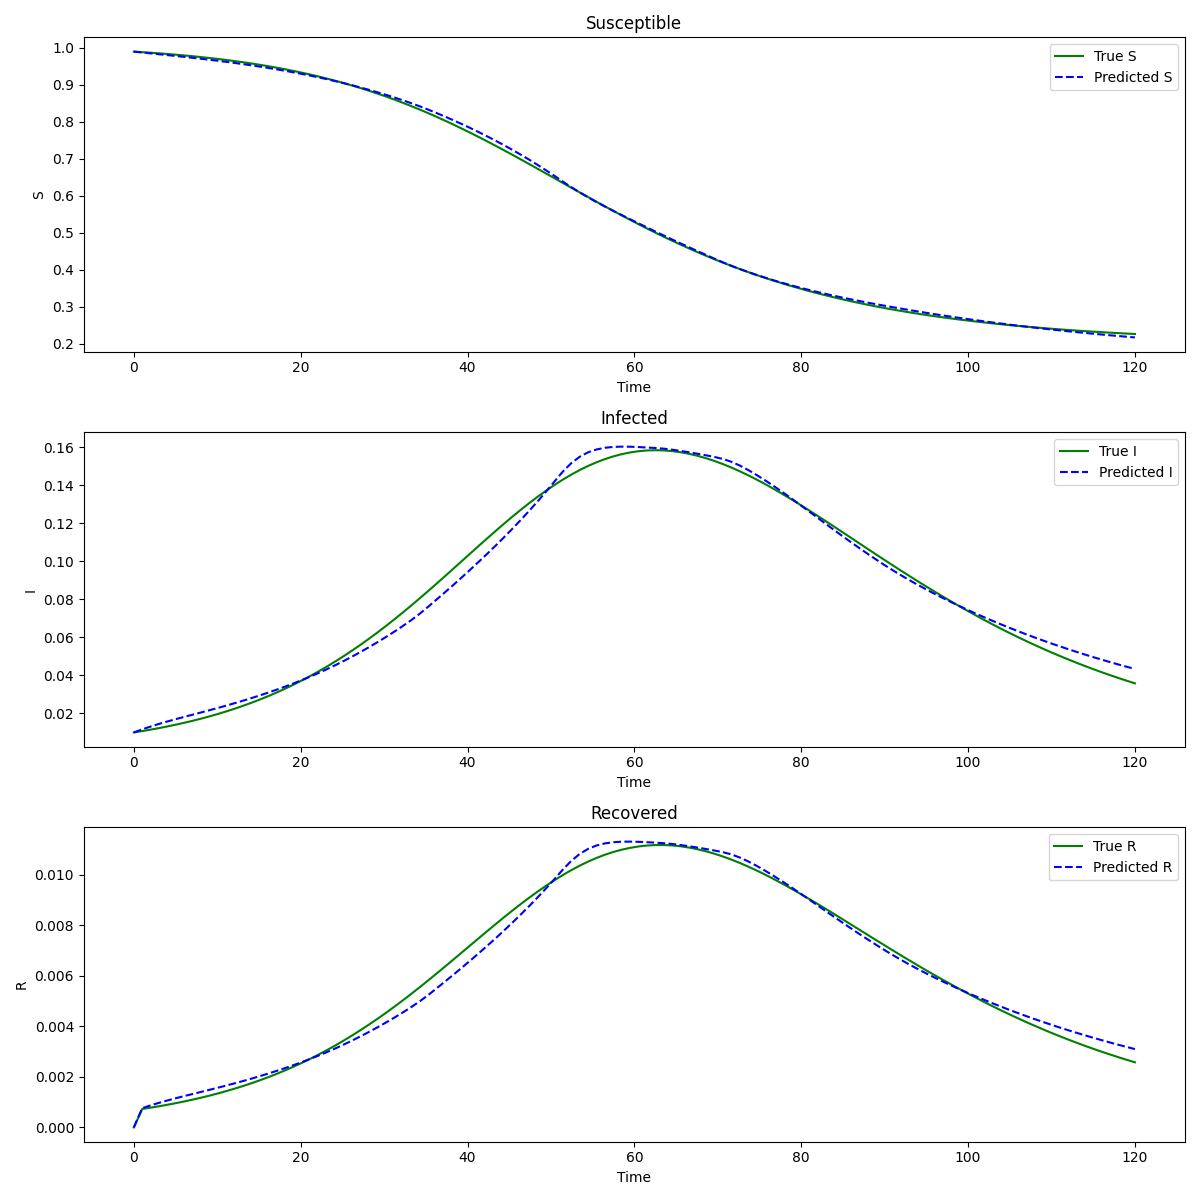 Susceptible
1.0
0.9
0.8
0.7
0.6
0.5
0.4
0.3
0.2
S
True S
Predicted S
0 20 40 60 80 100 120
Time
Infected
0.16
0.14
0.12
0.10
0.08
0.06
0.04
0.02
I
True I
Predicted I
0 20 40 60 80 100 120
Time
Recovered
0.010
0.008
0.006
0.004
0.002
0.000
R
True R
Predicted R
0 20 40 60 80 100 120
Time